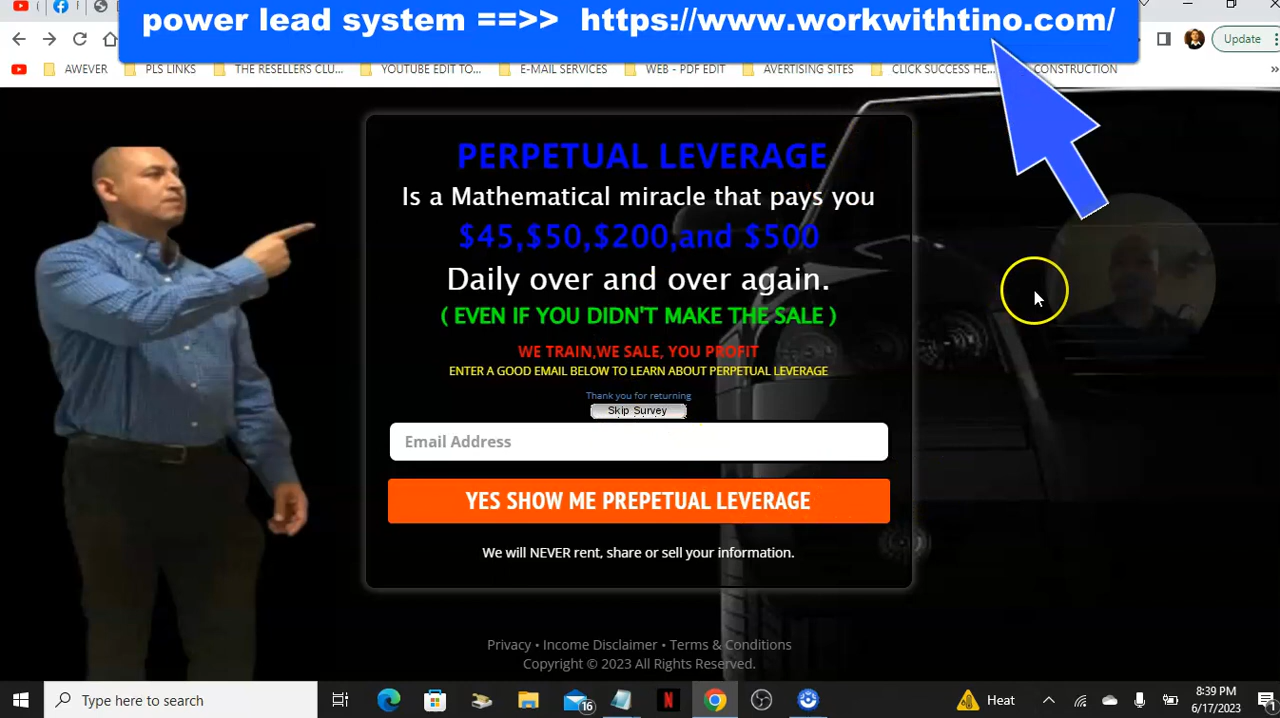 power lead system ==>> https://www.workwithtino.com/
Update
AWEVER
PLS LINKS
THE RESELLERS CLU...
YOUTUBE EDIT TO...
E-MAIL SERVICES
WEB - PDF EDIT
AVERTISING SITES
CLICK SUCCESS HE...
CONSTRUCTION
PERPETUAL LEVERAGE
Is a Mathematical miracle that pays you
$45,$50,$200,and $500
Daily over and over again.
( EVEN IF YOU DIDN'T MAKE THE SALE )
WE TRAIN,WE SALE, YOU PROFIT
ENTER A GOOD EMAIL BELOW TO LEARN ABOUT PERPETUAL LEVERAGE
Thank you for returning
Skip Survey
Email Address
YES SHOW ME PREPETUAL LEVERAGE
We will NEVER rent, share or sell your information.
Privacy • Income Disclaimer • Terms & Conditions
Copyright © 2023 All Rights Reserved.
Type here to search
16
Heat
8:39 PM
6/17/2023
1